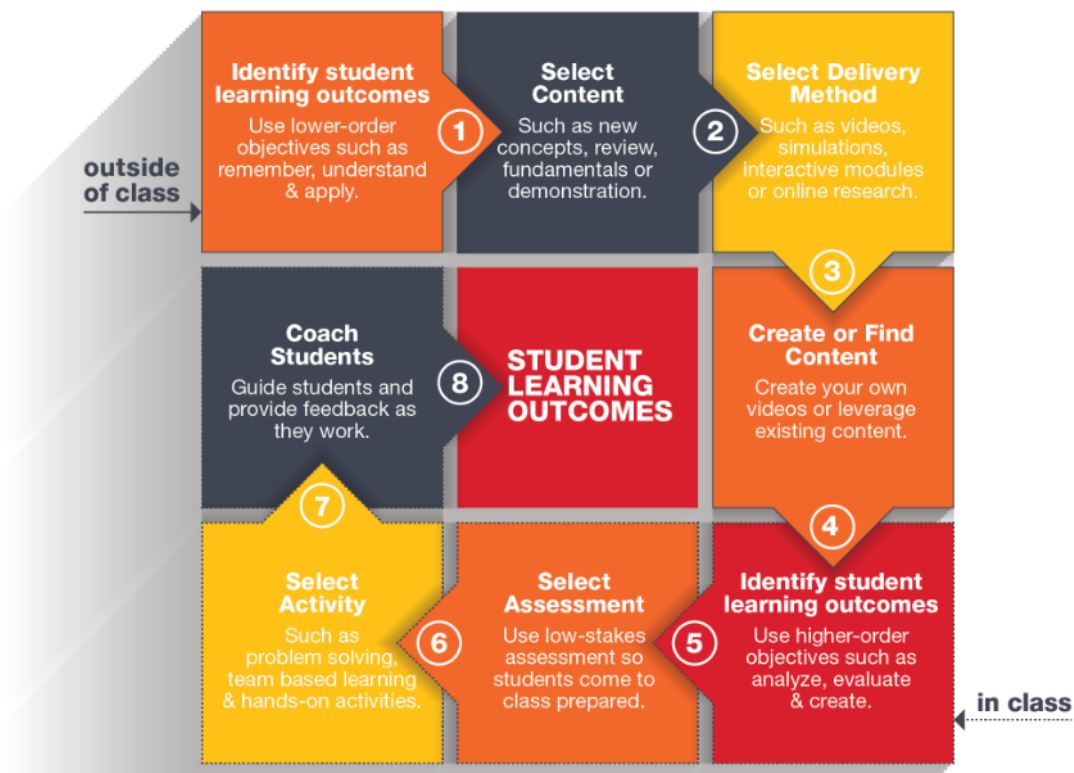 outside
of class
Identify student
learning outcomes
Use lower-order
objectives such as
remember, understand
& apply.
1
Select
Content
Such as new
concepts, review,
fundamentals or
demonstration.
2
Select Delivery
Method
Such as videos,
simulations,
interactive modules
or online research.
3
Create or Find
Content
Create your own
videos or leverage
existing content.
4
Identify student
learning outcomes
Use higher-order
objectives such as
analyze, evaluate
& create.
in class
5
Select
Assessment
Use low-stakes
assessment so
students come to
class prepared.
6
Select
Activity
Such as
problem solving,
team based learning
& hands-on activities.
7
Coach
Students
Guide students and
provide feedback as
they work.
8
STUDENT
LEARNING
OUTCOMES